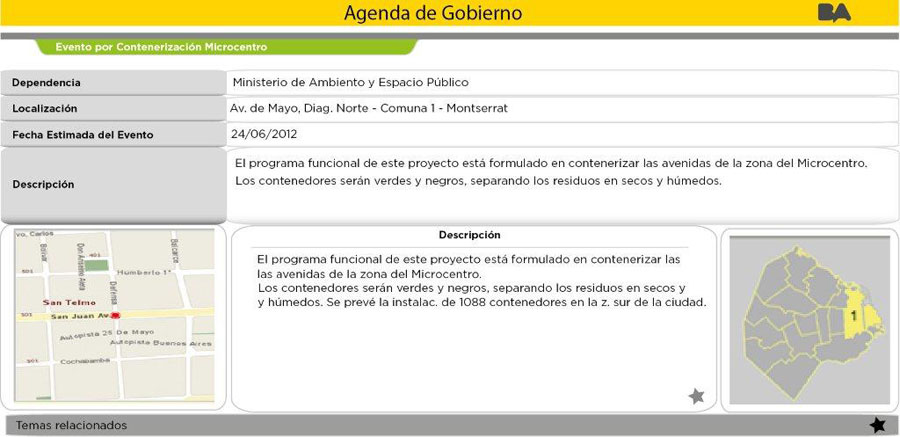 Agenda de Gobierno
BA
Evento por Contenerización Microcentro
Dependencia
Ministerio de Ambiente y Espacio Público
Localización
Av. de Mayo, Diag. Norte - Comuna 1 - Montserrat
Fecha Estimada del Evento
24/06/2012
Descripción
El programa funcional de este proyecto está formulado en contenerizar las avenidas de la zona del Microcentro.
Los contenedores serán verdes y negros, separando los residuos en secos y húmedos.
vo. Carlos
Bolívar
Defensa
Balcarce
401
501
Humberto 1°
San Telmo
501
San Juan Av.
Autopista 25 De Mayo
Autopista Buenos Aires
501
Cochabamba
Descripción
El programa funcional de este proyecto está formulado en contenerizar las
las avenidas de la zona del Microcentro.
Los contenedores serán verdes y negros, separando los residuos en secos y
y húmedos. Se prevé la instalac. de 1088 contenedores en la z. sur de la ciudad.
1
Temas relacionados